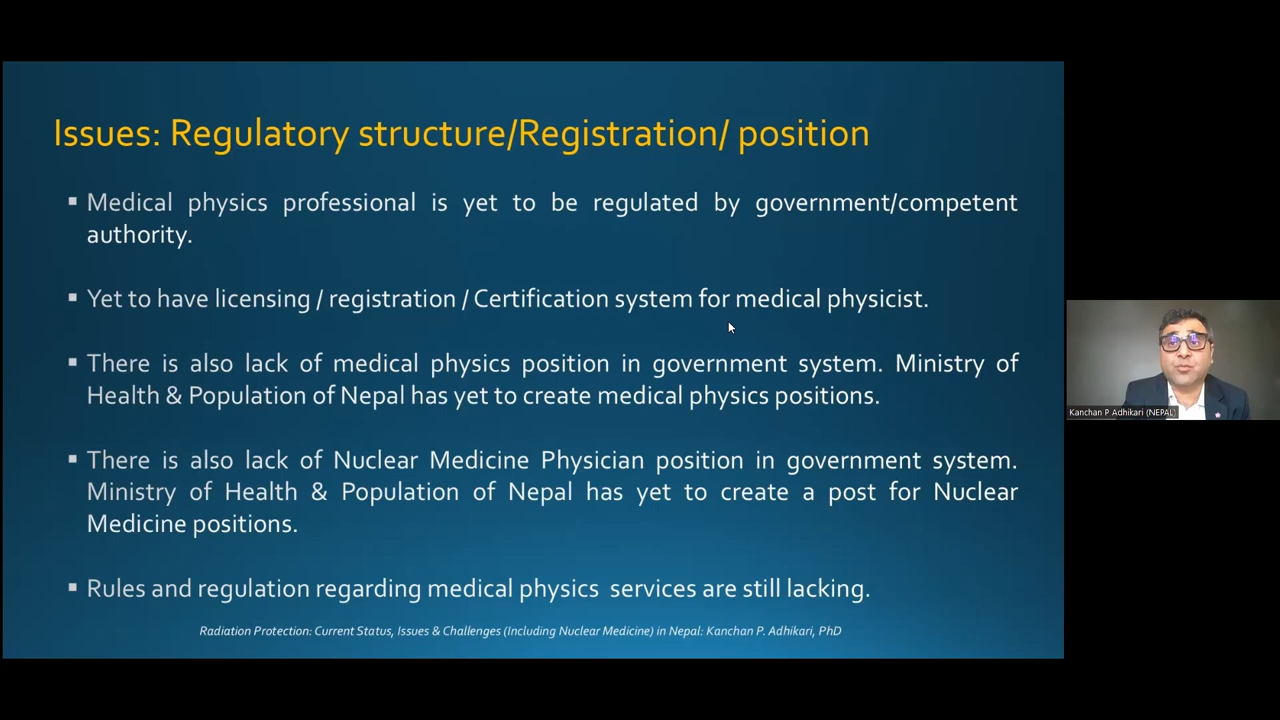 Issues: Regulatory structure/Registration/ position
▪ Medical physics professional is yet to be regulated by government/competent
authority.
▪ Yet to have licensing / registration / Certification system for medical physicist.
▪ There is also lack of medical physics position in government system. Ministry of
Health & Population of Nepal has yet to create medical physics positions.
▪ There is also lack of Nuclear Medicine Physician position in government system.
Ministry of Health & Population of Nepal has yet to create a post for Nuclear
Medicine positions.
▪ Rules and regulation regarding medical physics services are still lacking.
Radiation Protection: Current Status, Issues & Challenges (Including Nuclear Medicine) in Nepal: Kanchan P. Adhikari, PhD
Kanchan P Adhikari (NEPAL)